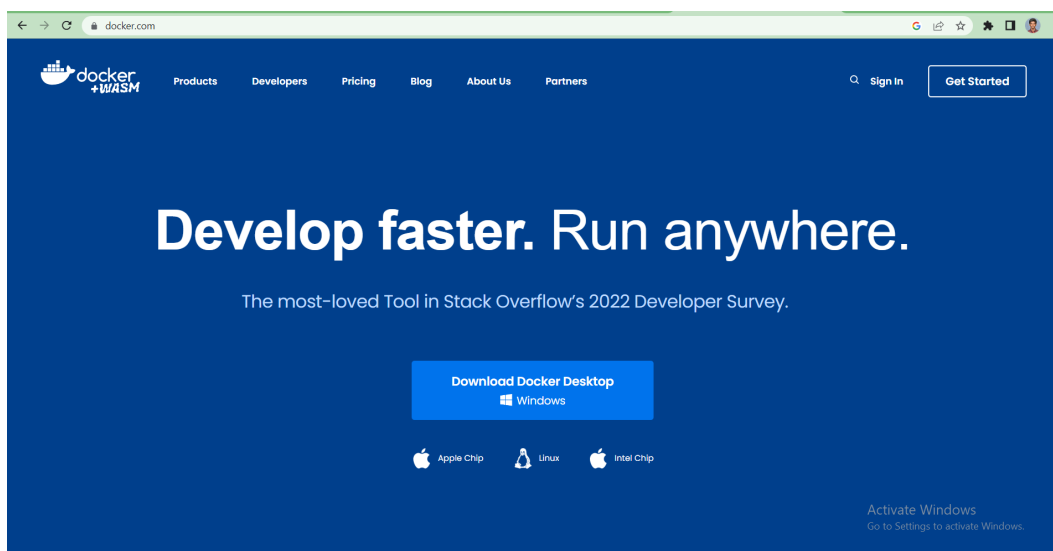 docker.com
docker
+WASM
Products Developers Pricing Blog About Us Partners
Sign In
Get Started
Develop faster. Run anywhere.
The most-loved Tool in Stack Overflow's 2022 Developer Survey.
Download Docker Desktop
Windows
Apple Chip Linux Intel Chip
Activate Windows
Go to Settings to activate Windows.